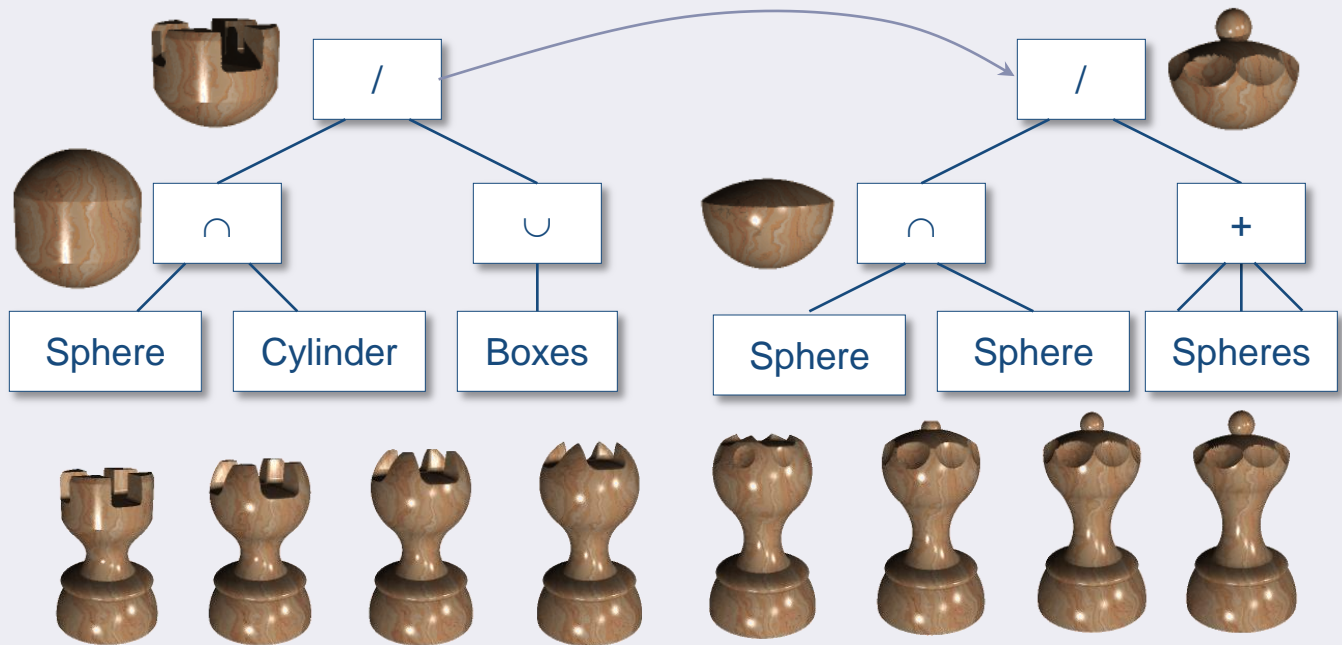 / /
∩ ∪ ∩ +
Sphere Cylinder Boxes Sphere Sphere Spheres